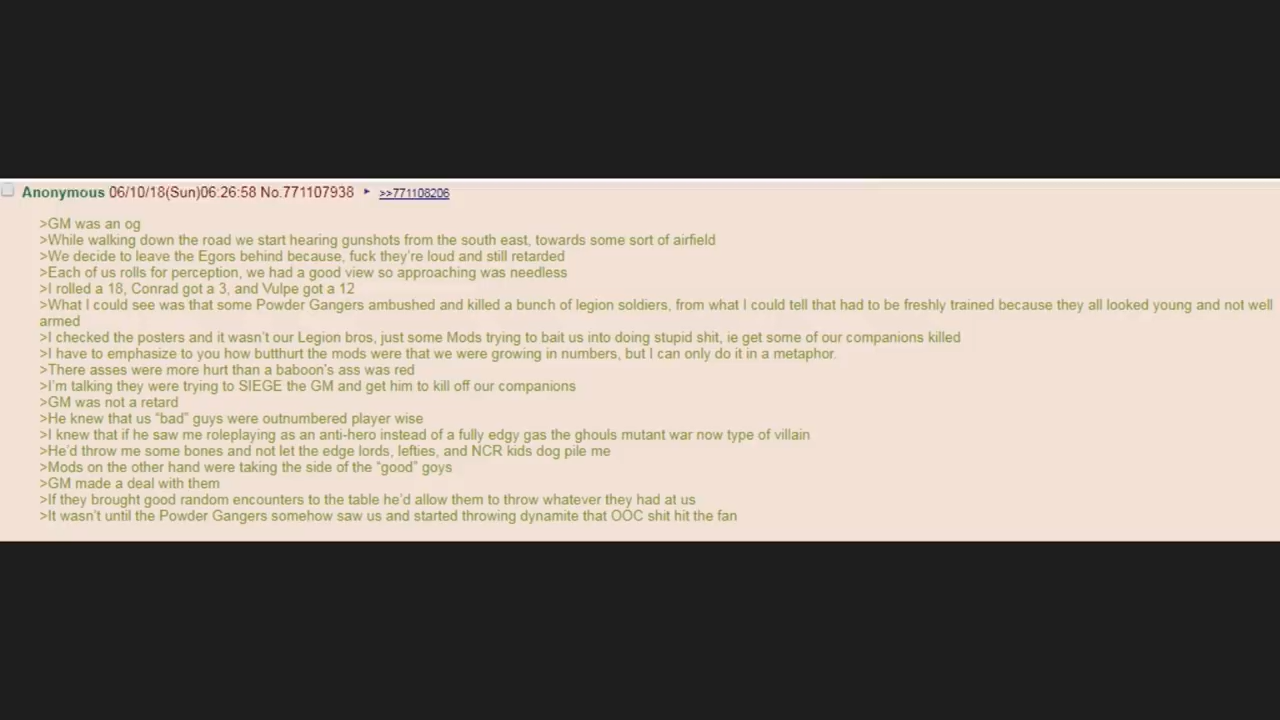 Anonymous 06/10/18(Sun)06:26:58 No.771107938 ▶ >>771108206
>GM was an og
>While walking down the road we start hearing gunshots from the south east, towards some sort of airfield
>We decide to leave the Egors behind because, fuck they're loud and still retarded
>Each of us rolls for perception, we had a good view so approaching was needless
>I rolled a 18, Conrad got a 3, and Vulpe got a 12
>What I could see was that some Powder Gangers ambushed and killed a bunch of legion soldiers, from what I could tell that had to be freshly trained because they all looked young and not well
armed
>I checked the posters and it wasn't our Legion bros, just some Mods trying to bait us into doing stupid shit, ie get some of our companions killed
>I have to emphasize to you how butthurt the mods were that we were growing in numbers, but I can only do it in a metaphor.
>There asses were more hurt than a baboon's ass was red
>I'm talking they were trying to SIEGE the GM and get him to kill off our companions
>GM was not a retard
>He knew that us "bad" guys were outnumbered player wise
>I knew that if he saw me roleplaying as an anti-hero instead of a fully edgy gas the ghouls mutant war now type of villain
>He'd throw me some bones and not let the edge lords, lefties, and NCR kids dog pile me
>Mods on the other hand were taking the side of the "good" goys
>GM made a deal with them
>If they brought good random encounters to the table he'd allow them to throw whatever they had at us
>It wasn't until the Powder Gangers somehow saw us and started throwing dynamite that OOC shit hit the fan